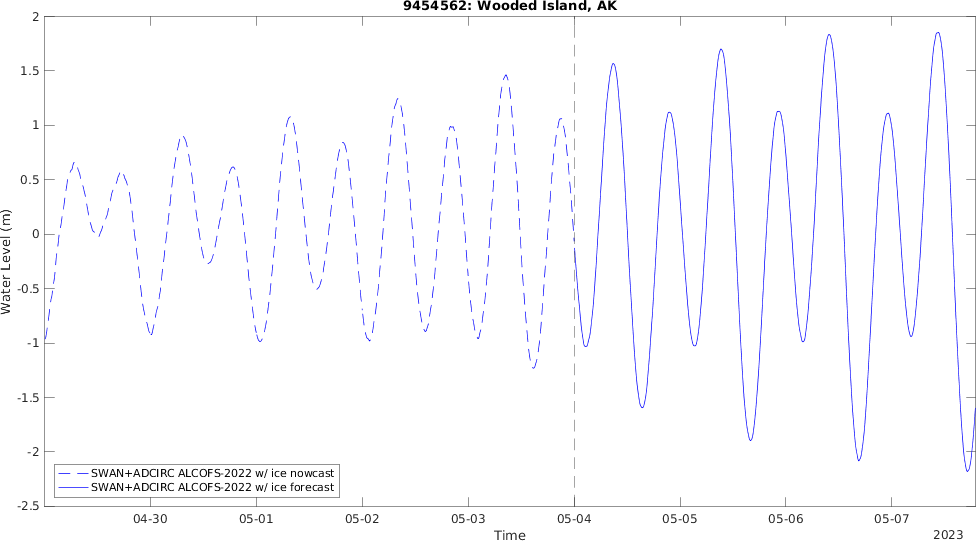 9454562: Wooded Island, AK
2
1.5
1
0.5
0
-0.5
-1
-1.5
-2
-2.5
Water Level (m)
SWAN+ADCIRC ALCOFS-2022 w/ ice nowcast
SWAN+ADCIRC ALCOFS-2022 w/ ice forecast
04-30 05-01 05-02 05-03 05-04 05-05 05-06 05-07
Time
2023